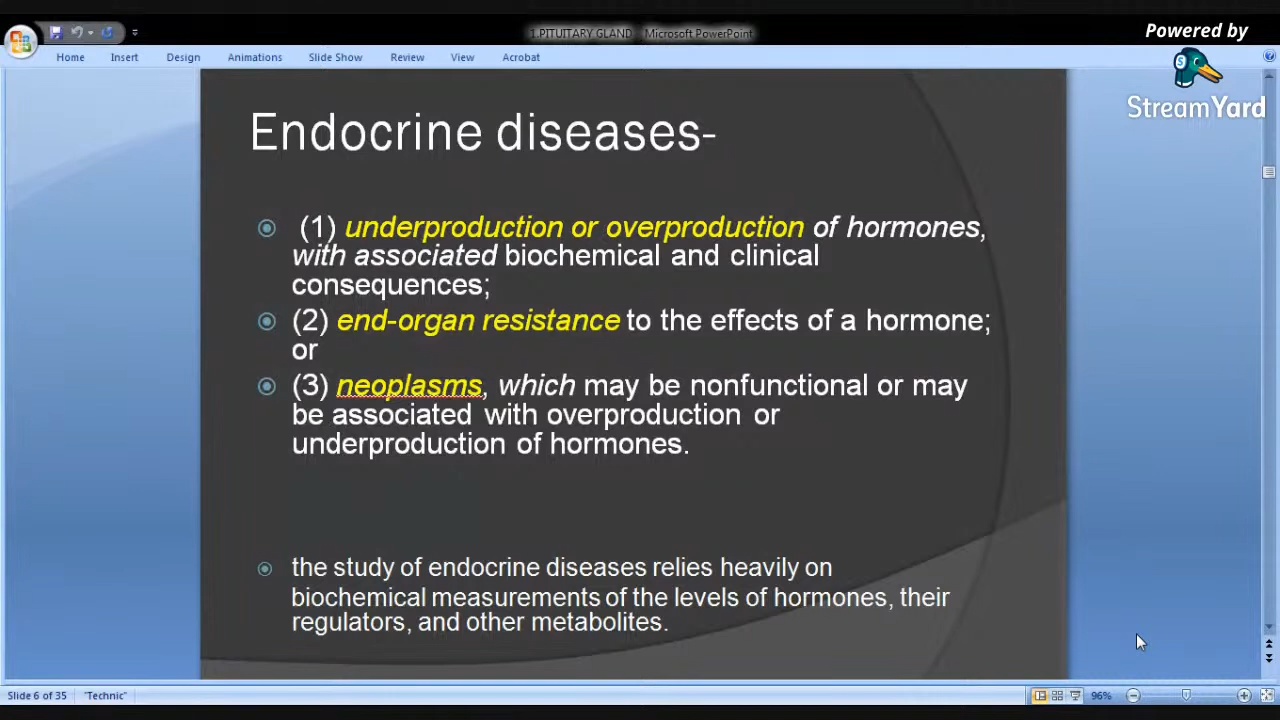 1.PITUITARY GLAND - Microsoft PowerPoint
Powered by
StreamYard
Home Insert Design Animations Slide Show Review View Acrobat
Endocrine diseases-
(1) underproduction or overproduction of hormones,
with associated biochemical and clinical
consequences;
(2) end-organ resistance to the effects of a hormone;
or
(3) neoplasms, which may be nonfunctional or may
be associated with overproduction or
underproduction of hormones.
the study of endocrine diseases relies heavily on
biochemical measurements of the levels of hormones, their
regulators, and other metabolites.
Slide 6 of 35 "Technic" 96%